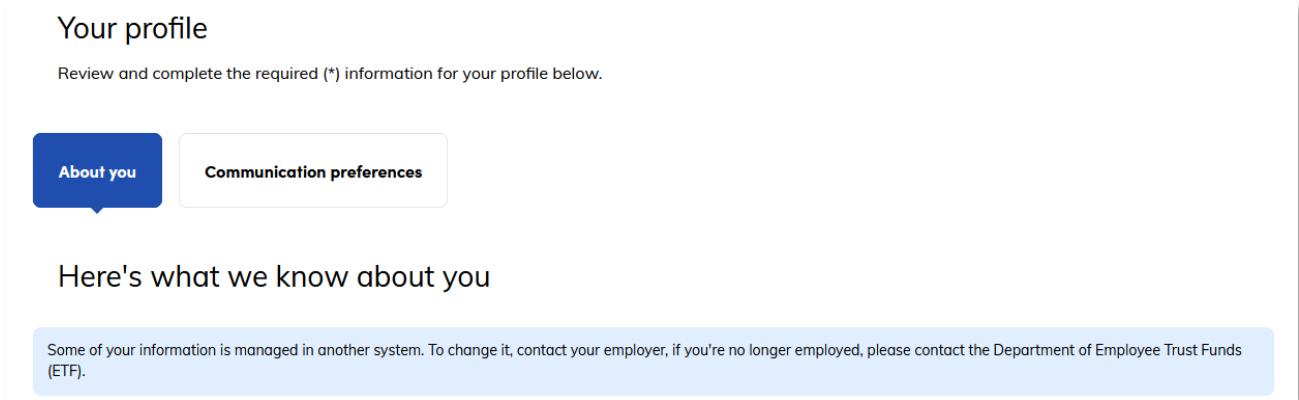 Your profile
Review and complete the required (*) information for your profile below.
About you
Communication preferences
Here's what we know about you
Some of your information is managed in another system. To change it, contact your employer, if you're no longer employed, please contact the Department of Employee Trust Funds
(ETF).